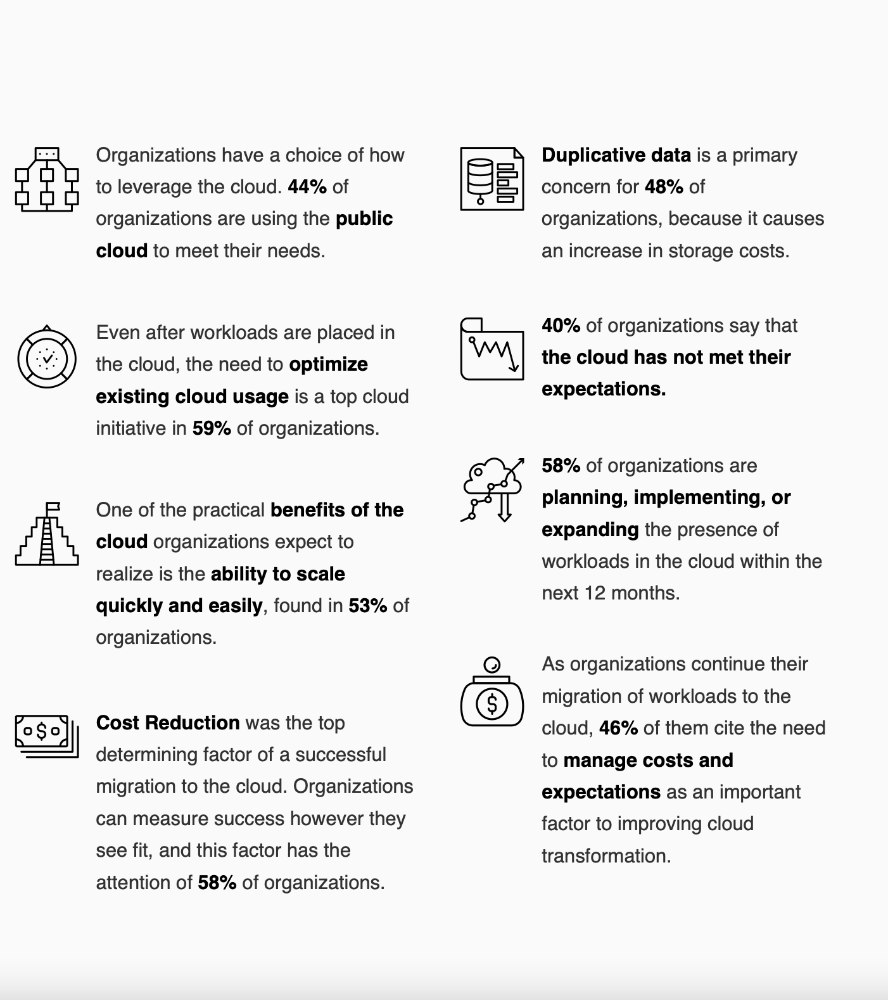 Organizations have a choice of how
to leverage the cloud. 44% of
organizations are using the public
cloud to meet their needs.
Even after workloads are placed in
the cloud, the need to optimize
existing cloud usage is a top cloud
initiative in 59% of organizations.
One of the practical benefits of the
cloud organizations expect to
realize is the ability to scale
quickly and easily, found in 53% of
organizations.
Cost Reduction was the top
determining factor of a successful
migration to the cloud. Organizations
can measure success however they
see fit, and this factor has the
attention of 58% of organizations.
Duplicative data is a primary
concern for 48% of
organizations, because it causes
an increase in storage costs.
40% of organizations say that
the cloud has not met their
expectations.
58% of organizations are
planning, implementing, or
expanding the presence of
workloads in the cloud within the
next 12 months.
As organizations continue their
migration of workloads to the
cloud, 46% of them cite the need
to manage costs and
expectations as an important
factor to improving cloud
transformation.